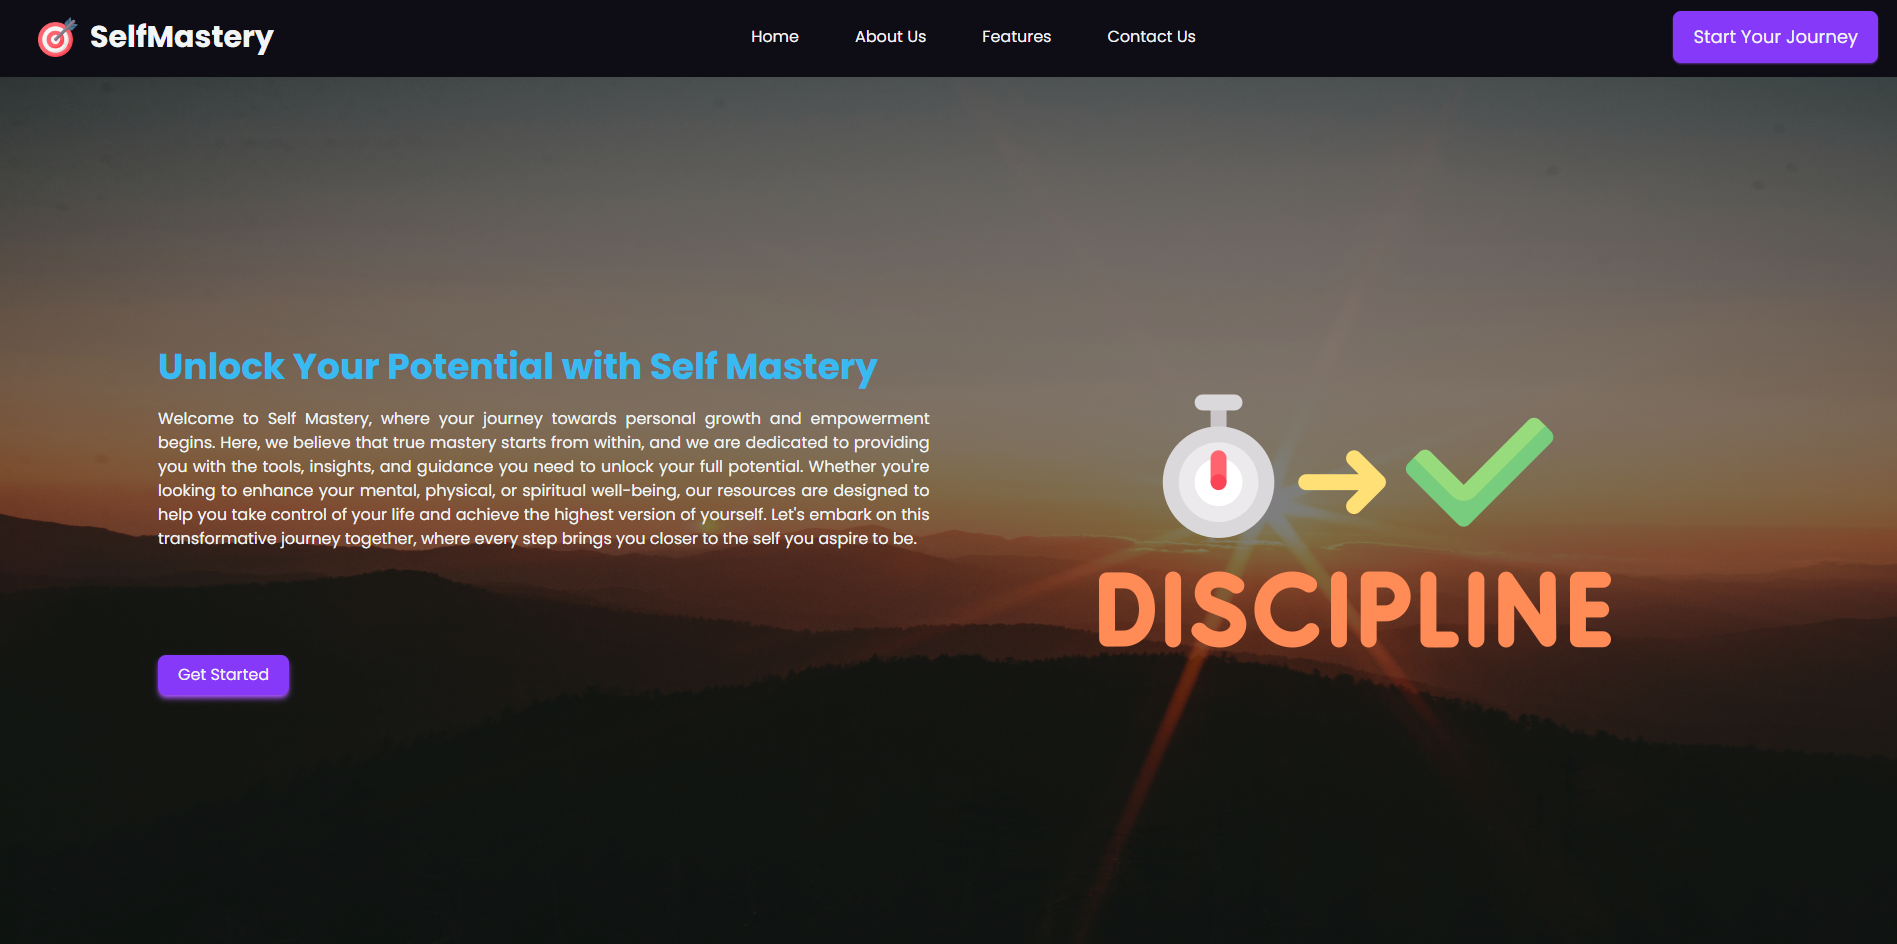 SelfMastery
Home
About Us
Features
Contact Us
Start Your Journey
Unlock Your Potential with Self Mastery
Welcome to Self Mastery, where your journey towards personal growth and empowerment
begins. Here, we believe that true mastery starts from within, and we are dedicated to providing
you with the tools, insights, and guidance you need to unlock your full potential. Whether you're
looking to enhance your mental, physical, or spiritual well-being, our resources are designed to
help you take control of your life and achieve the highest version of yourself. Let's embark on this
transformative journey together, where every step brings you closer to the self you aspire to be.
Get Started
DISCIPLINE